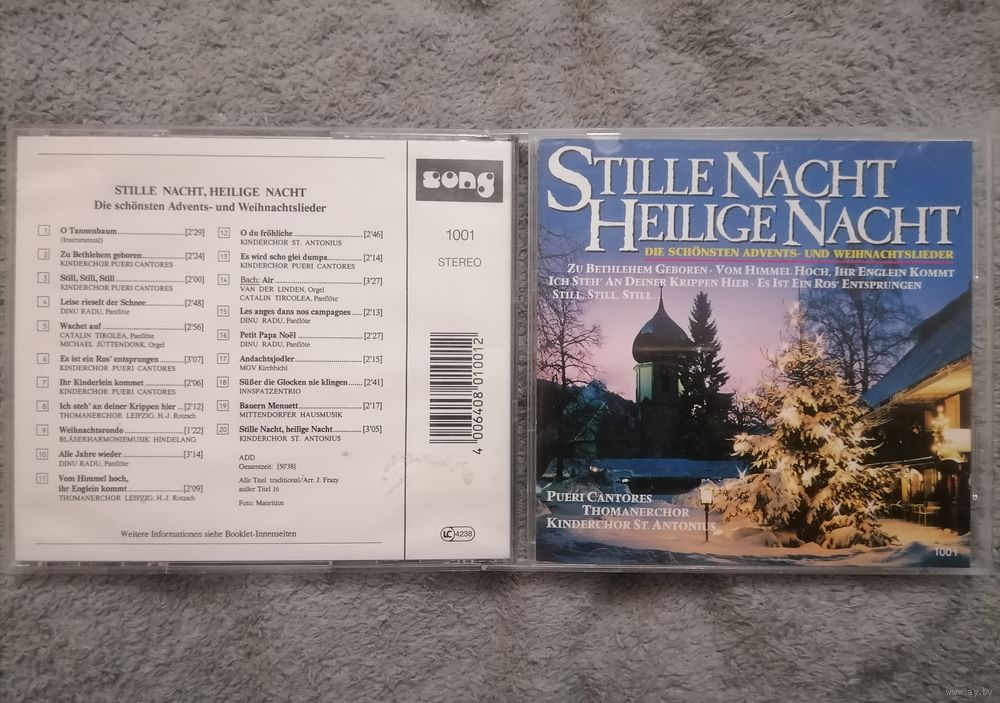 STILLE NACHT, HEILIGE NACHT
Die schönsten Advents- und Weihnachtslieder
1 O Tannenbaum [2'29]
(Instrumental)
2 Zu Bethlehem geboren [2'24]
KINDERCHOR PUERI CANTORES
3 Still, Still, Still [2'00]
KINDERCHOR PUERI CANTORES
4 Leise rieselt der Schnee [2'48]
DINU RADU, Panflöte
5 Wachet auf [2'56]
CATALIN TIROLEA, Panflöte
MICHAEL JÜTTENDONK, Orgel
6 Es ist ein Ros' entsprungen [3'07]
KINDERCHOR PUERI CANTORES
7 Ihr Kinderlein kommet [2'06]
KINDERCHOR PUERI CANTORES
8 Ich steh' an deiner Krippen hier [2'12]
THOMANERCHOR LEIPZIG, H.-J. Rotzsch
9 Weihnachtsrondo [1'22]
BLÄSERHARMONIEMUSIK HINDELANG
10 Alle Jahre wieder [3'14]
DINU RADU, Panflöte
11 Vom Himmel hoch,
ihr Englein kommt [2'09]
THOMANERCHOR LEIPZIG, H.-J. Rotzsch
12 O du fröhliche [2'46]
KINDERCHOR ST. ANTONIUS
13 Es wird scho glei dumpa [2'14]
KINDERCHOR PUERI CANTORES
14 Bach: Air [3'27]
VAN DER LINDEN, Orgel
CATALIN TIRCOLEA, Panflöte
15 Les anges dans nos campagnes [2'13]
DINU RADU, Panflöte
16 Petit Papa Noël [2'27]
DINU RADU, Panflöte
17 Andachtsjodler [2'15]
MGV Kirchbichl
18 Süßer die Glocken nie klingen [2'41]
INNSPATZENTRIO
19 Bauern Menuett [2'17]
MITTENDORFER HAUSMUSIK
20 Stille Nacht, heilige Nacht [3'05]
KINDERCHOR ST. ANTONIUS
ADD
Gesamtzeit: [50'38]
Alle Titel traditional/Arr. J. Frazy
außer Titel 16
Foto: Mauritius
Weitere Informationen siehe Booklet-Innenseiten
song
1001
STEREO
4 006408 010012
LC 4238
STILLE NACHT
HEILIGE NACHT
DIE SCHÖNSTEN ADVENTS- UND WEIHNACHTSLIEDER
ZU BETHLEHEM GEBOREN · VOM HIMMEL HOCH, IHR ENGLEIN KOMMT
ICH STEH' AN DEINER KRIPPEN HIER · ES IST EIN ROS' ENTSPRUNGEN
STILL, STILL, STILL...
PUERI CANTORES
THOMANERCHOR
KINDERCHOR ST. ANTONIUS
1001
www.ay.by